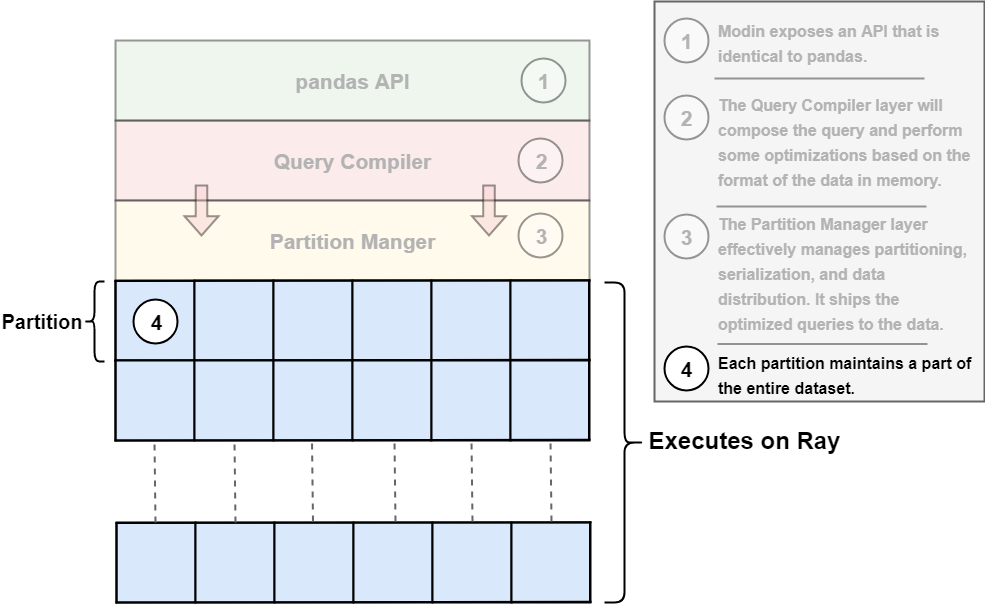 pandas API
1
Query Compiler
2
Partition Manger
3
Partition
4
Executes on Ray
1
Modin exposes an API that is
identical to pandas.
2
The Query Compiler layer will
compose the query and perform
some optimizations based on the
format of the data in memory.
3
The Partition Manager layer
effectively manages partitioning,
serialization, and data
distribution. It ships the
optimized queries to the data.
4
Each partition maintains a part of
the entire dataset.